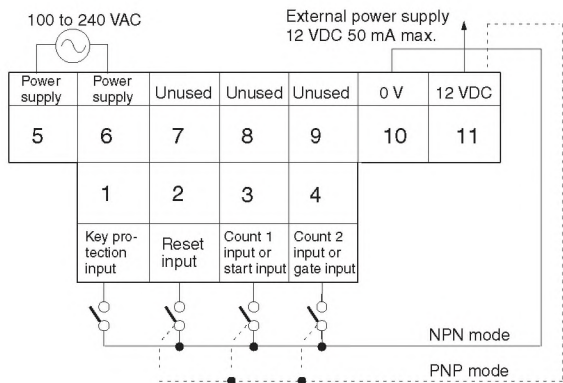 100 to 240 VAC
External power supply
12 VDC 50 mA max.
Power supply
Power supply
Unused
Unused
Unused
0 V
12 VDC
5
6
7
8
9
10
11
1
2
3
4
Key pro-
tection
input
Reset
input
Count 1
input or
start input
Count 2
input or
gate input
NPN mode
PNP mode